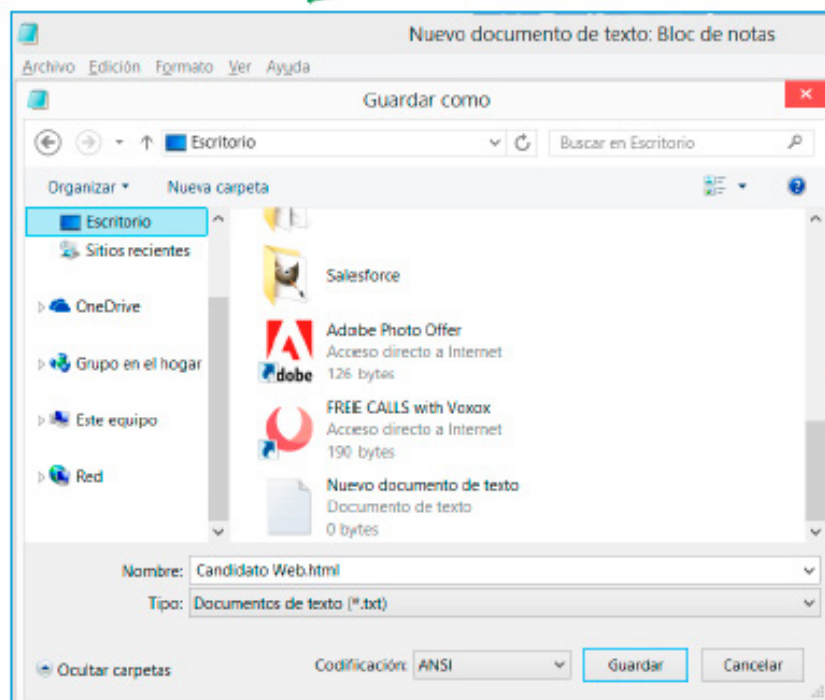 Nuevo documento de texto: Bloc de notas
Archivo Edición Formato Ver Ayuda
Guardar como
Escritorio
Buscar en Escritorio
Organizar
Nueva carpeta
Escritorio
Sitios recientes
OneDrive
Grupo en el hogar
Este equipo
Red
Salesforce
Adobe Photo Offer
Acceso directo a Internet
126 bytes
dobe
FREE CALLS with Voxox
Acceso directo a Internet
190 bytes
Nuevo documento de texto
Documento de texto
0 bytes
Nombre: Candidato Web.html
Tipo: Documentos de texto (*.txt)
Ocultar carpetas
Codificación: ANSI
Guardar
Cancelar